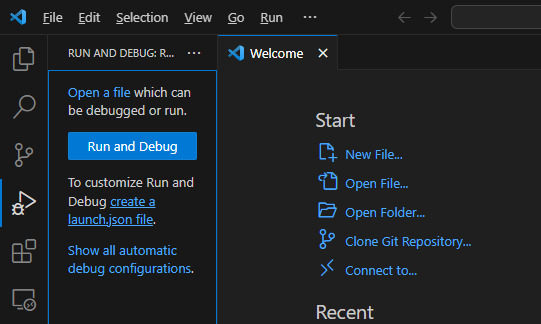 File Edit Selection View Go Run ...
RUN AND DEBUG: R... ...
Welcome
Open a file which can
be debugged or run.
Run and Debug
To customize Run and
Debug create a
launch.json file.
Show all automatic
debug configurations.
Start
New File...
Open File...
Open Folder...
Clone Git Repository...
Connect to...
Recent